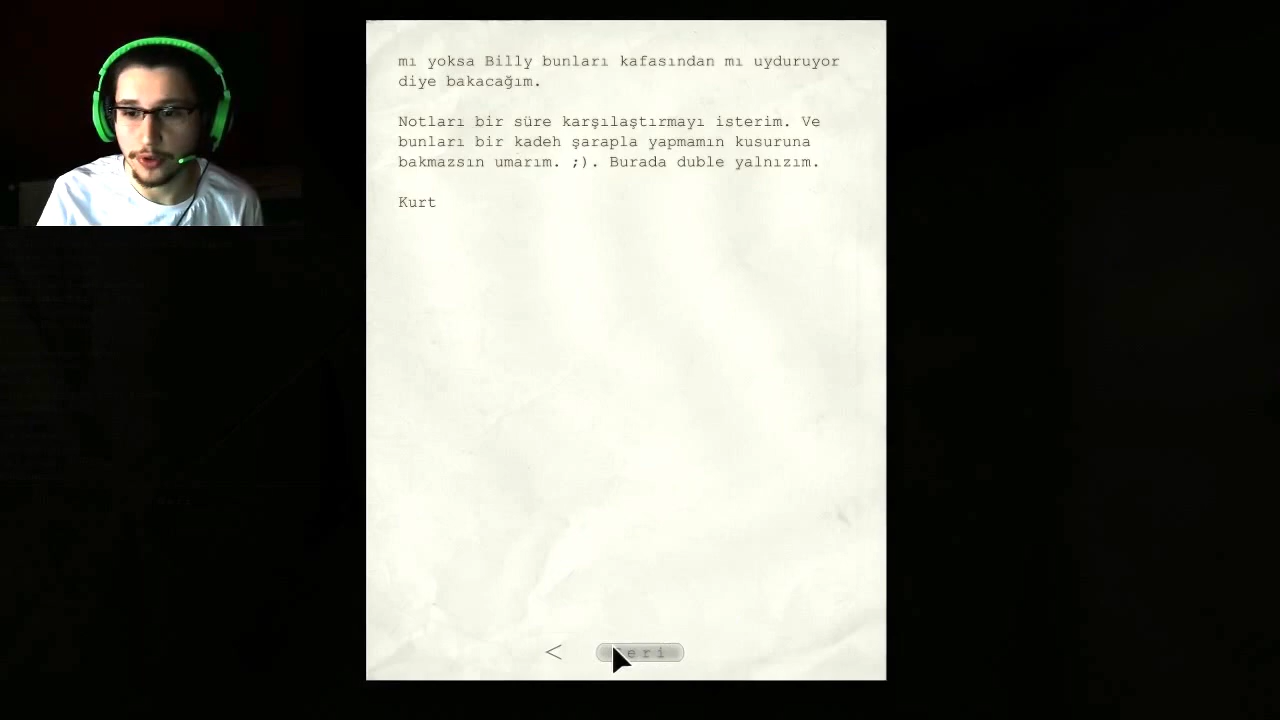 mı yoksa Billy bunları kafasından mı uyduruyor
diye bakacağım.
Notları bir süre karşılaştırmayı isterim. Ve
bunları bir kadeh şarapla yapmamın kusuruna
bakmazsın umarım. ;). Burada duble yalnızım.
Kurt
<